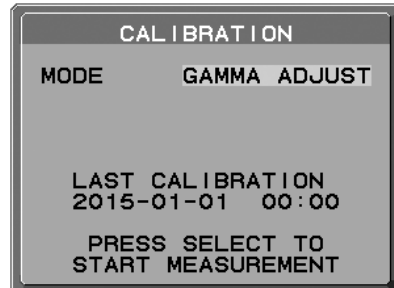 CALIBRATION
MODE GAMMA ADJUST
LAST CALIBRATION
2015-01-01 00:00
PRESS SELECT TO
START MEASUREMENT